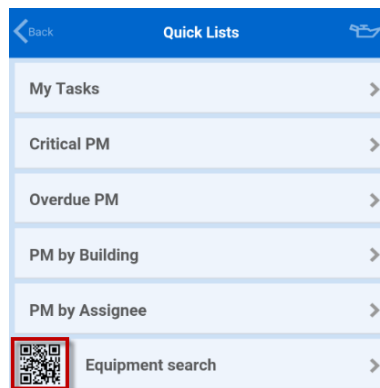 Back
Quick Lists
My Tasks
Critical PM
Overdue PM
PM by Building
PM by Assignee
Equipment search